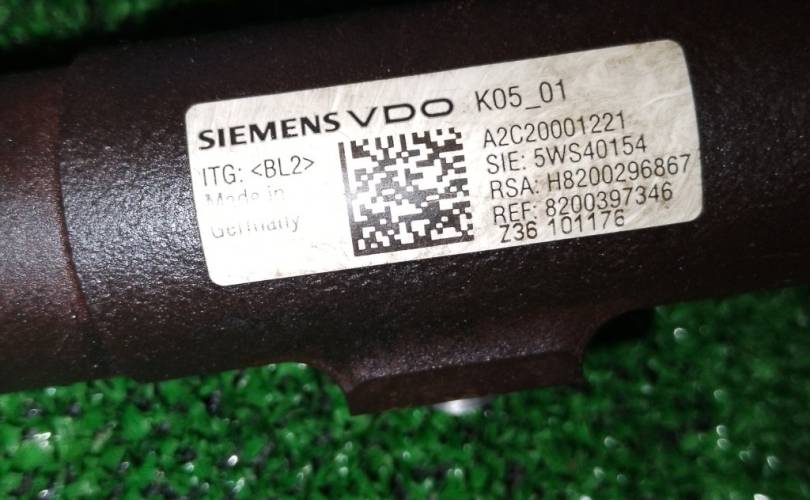 SIEMENS VDO K05_01
ITG: <BL2>
Made in
Germany
A2C20001221
SIE: 5WS40154
RSA: H8200296867
REF: 8200397346
Z36 101176